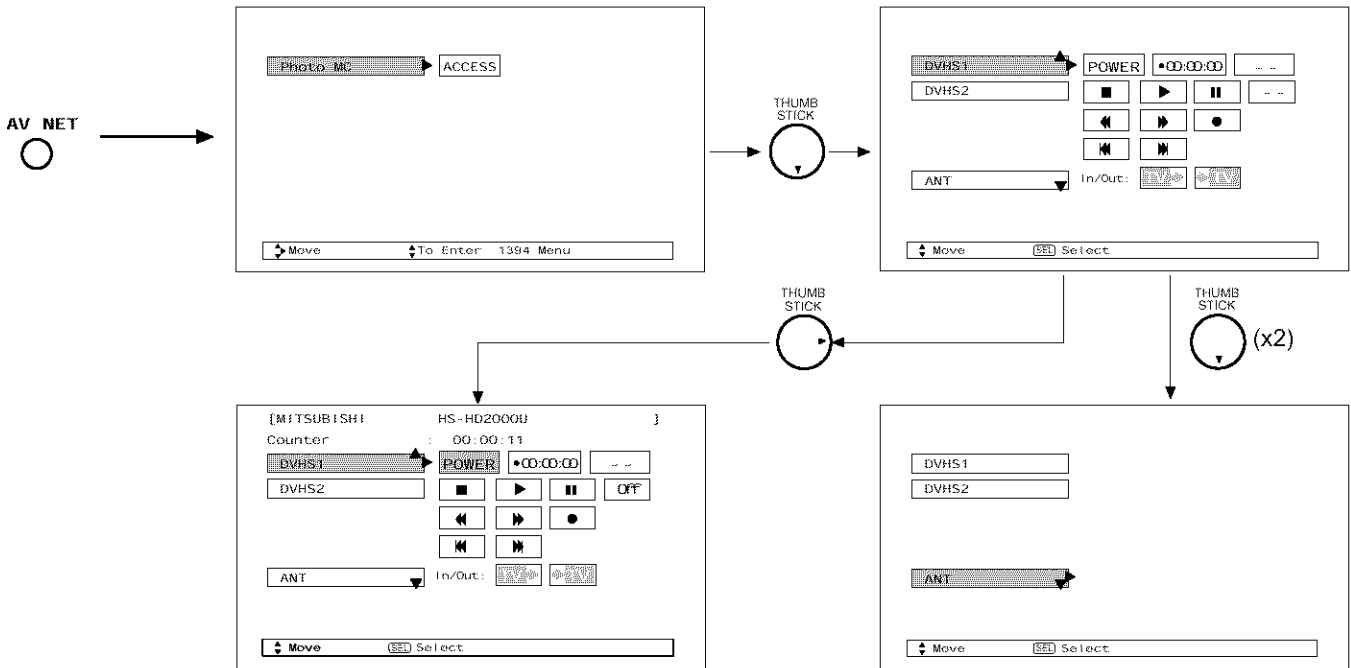 AV NET
Photo MC
ACCESS
Move To Enter 1394 Menu
THUMB
STICK
DVHS1
POWER •00:00:00 -- --
DVHS2
-- --
ANT
In/Out:
Move SEL Select
THUMB
STICK
THUMB
STICK
(x2)
[MITSUBISHI HS-HD2000U ]
Counter : 00:00:11
DVHS1
POWER •00:00:00 -- --
DVHS2
Off
ANT
In/Out:
Move SEL Select
DVHS1
DVHS2
ANT
Move SEL Select